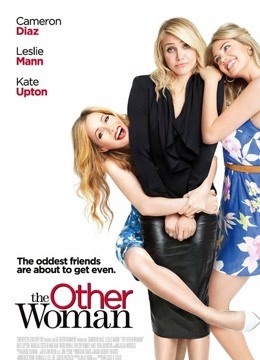 Cameron
Diaz
Leslie
Mann
Kate
Upton
The oddest friends
are about to get even.
the Other
Woman